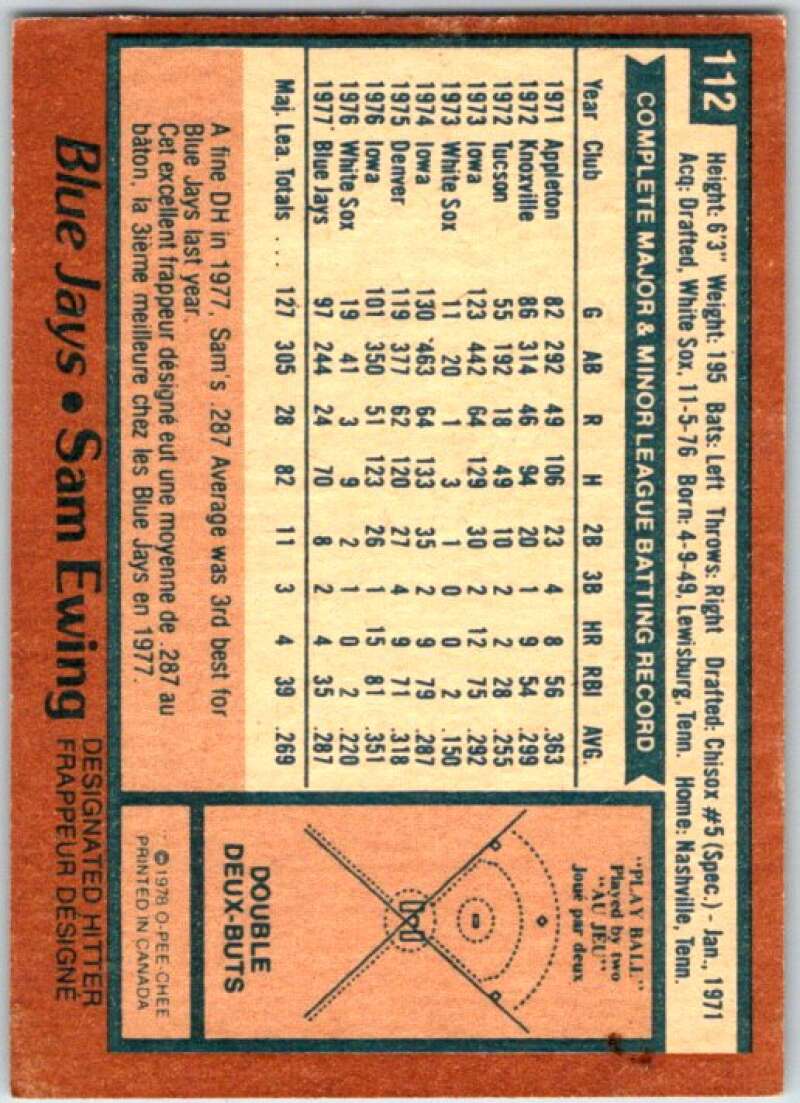 112
Height: 6'3" Weight: 195 Bats: Left Throws: Right Drafted: Chisox #5 (Spec.) - Jan., 1971
Acq: Drafted, White Sox, 11-5-76 Born: 4-9-49, Lewisburg, Tenn. Home: Nashville, Tenn.
COMPLETE MAJOR & MINOR LEAGUE BATTING RECORD
Year Club G AB R H 2B 3B HR RBI AVG.
1971 Appleton 82 292 49 106 23 4 8 56 .363
1972 Knoxville 86 314 46 94 20 1 9 54 .299
1972 Tucson 55 192 18 49 10 2 2 28 .255
1973 Iowa 123 442 64 129 30 2 12 75 .292
1973 White Sox 11 20 1 3 1 0 0 2 .150
1974 Iowa 130 463 64 133 35 2 9 79 .287
1975 Denver 119 377 62 120 27 4 9 71 .318
1976 Iowa 101 350 51 123 26 1 15 81 .351
1976 White Sox 19 41 3 9 2 1 0 2 .220
1977 Blue Jays 97 244 24 70 8 2 4 35 .287
Maj. Lea. Totals .... 127 305 28 82 11 3 4 39 .269
A fine DH in 1977, Sam's .287 Average was 3rd best for
Blue Jays last year.
Cet excellent frappeur désigné eut une moyenne de .287 au
bâton, la 3ième meilleure chez les Blue Jays en 1977.
"PLAY BALL"
Played by two
"AU JEU"
Joué par deux
DOUBLE
DEUX-BUTS
© 1978 O-PEE-CHEE
PRINTED IN CANADA
Blue Jays • Sam Ewing
DESIGNATED HITTER
FRAPPEUR DÉSIGNÉ